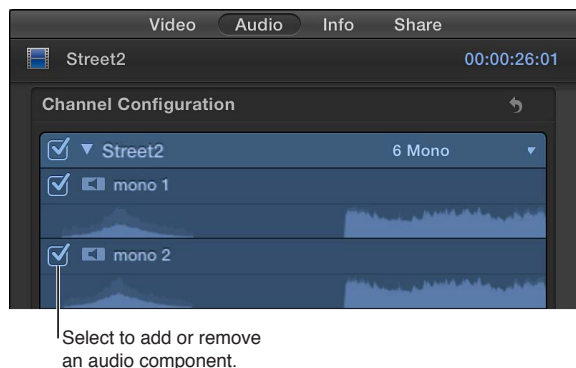 Video Audio Info Share
Street2 00:00:26:01
Channel Configuration
Street2 6 Mono
mono 1
mono 2
Select to add or remove
an audio component.